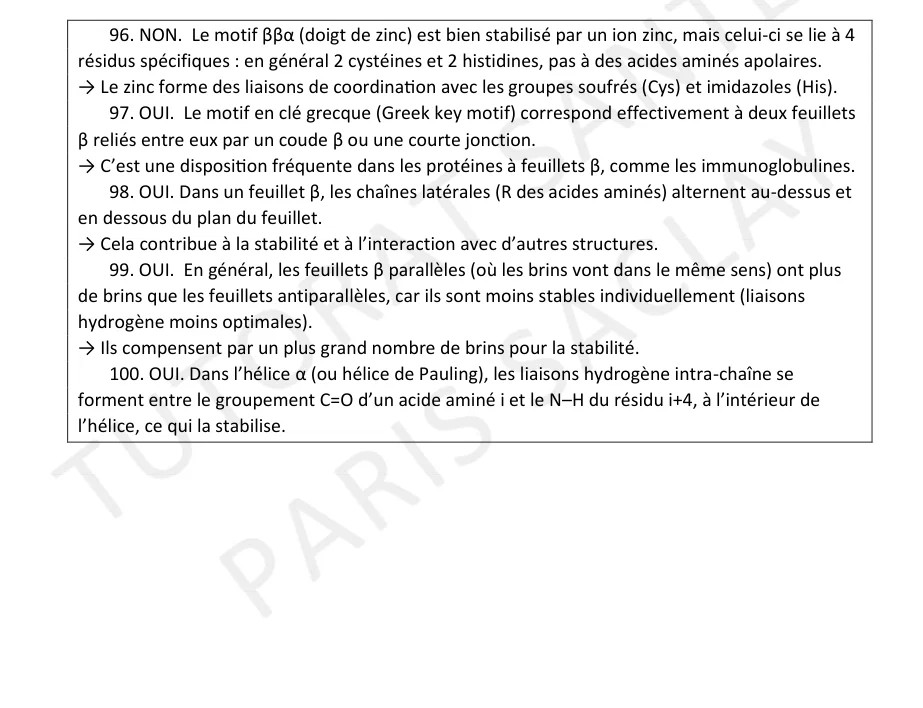 96. NON. Le motif ββα (doigt de zinc) est bien stabilisé par un ion zinc, mais celui-ci se lie à 4
résidus spécifiques : en général 2 cystéines et 2 histidines, pas à des acides aminés apolaires.
→ Le zinc forme des liaisons de coordination avec les groupes soufrés (Cys) et imidazoles (His).
97. OUI. Le motif en clé grecque (Greek key motif) correspond effectivement à deux feuillets
β reliés entre eux par un coude β ou une courte jonction.
→ C’est une disposition fréquente dans les protéines à feuillets β, comme les immunoglobulines.
98. OUI. Dans un feuillet β, les chaînes latérales (R des acides aminés) alternent au-dessus et
en dessous du plan du feuillet.
→ Cela contribue à la stabilité et à l’interaction avec d’autres structures.
99. OUI. En général, les feuillets β parallèles (où les brins vont dans le même sens) ont plus
de brins que les feuillets antiparallèles, car ils sont moins stables individuellement (liaisons
hydrogène moins optimales).
→ Ils compensent par un plus grand nombre de brins pour la stabilité.
100. OUI. Dans l’hélice α (ou hélice de Pauling), les liaisons hydrogène intra-chaîne se
forment entre le groupement C=O d’un acide aminé i et le N–H du résidu i+4, à l’intérieur de
l’hélice, ce qui la stabilise.
TUTORAT SANTE
PARIS SACLAY